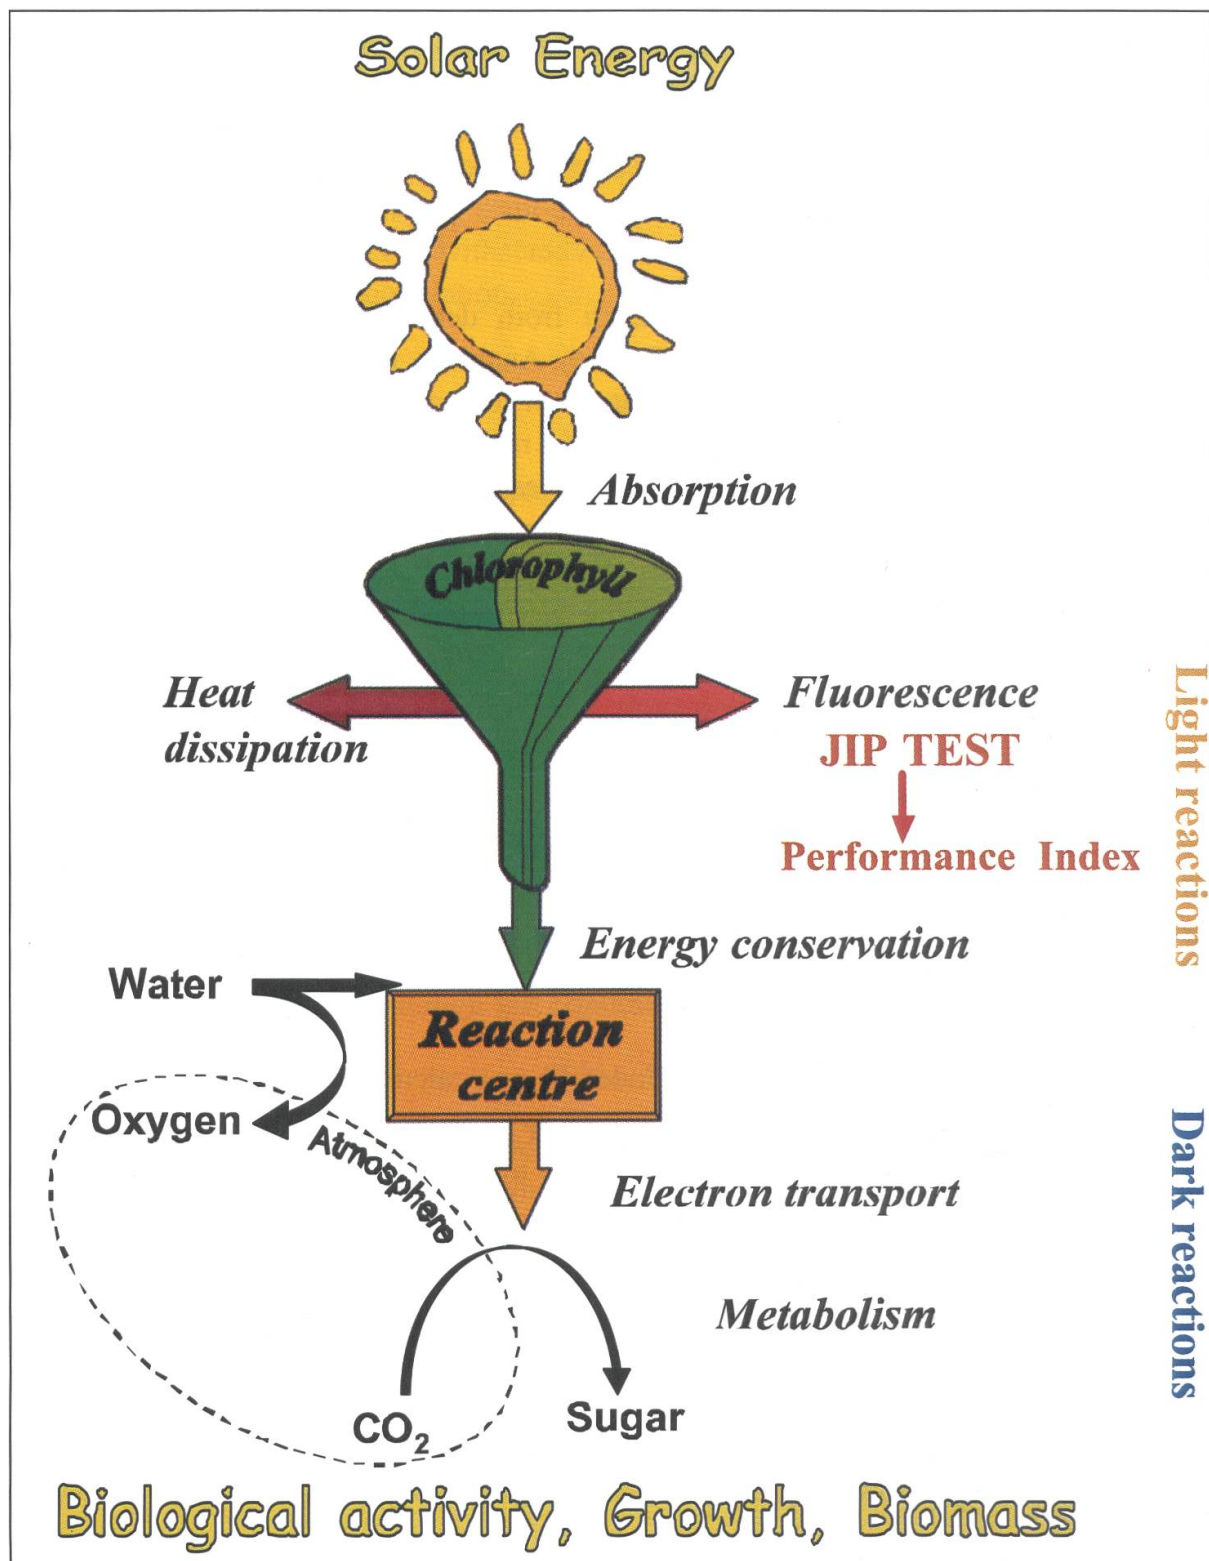 Solar Energy
Absorption
Chlorophyll
Heat
dissipation
Fluorescence
JIP TEST
Performance Index
Light reactions
Energy conservation
Water
Reaction
centre
Oxygen
Atmosphere
Electron transport
Dark reactions
Metabolism
CO₂
Sugar
Biological activity, Growth, Biomass